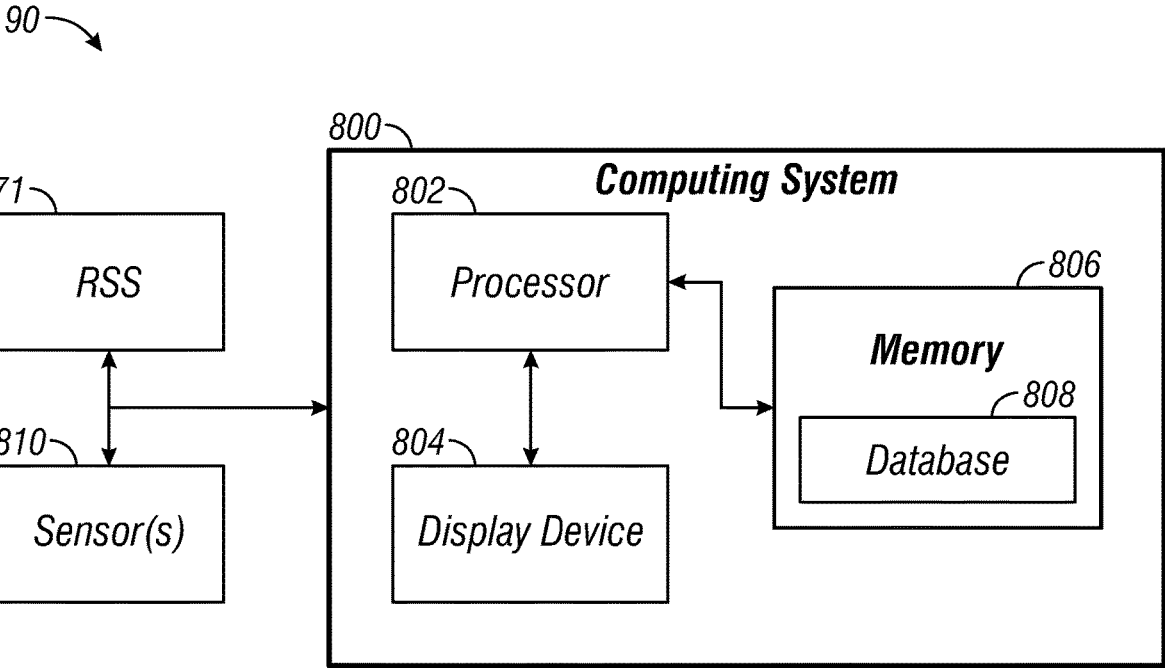 90
800
Computing System
71
802
RSS
Processor
806
Memory
808
Database
810
804
Sensor(s)
Display Device